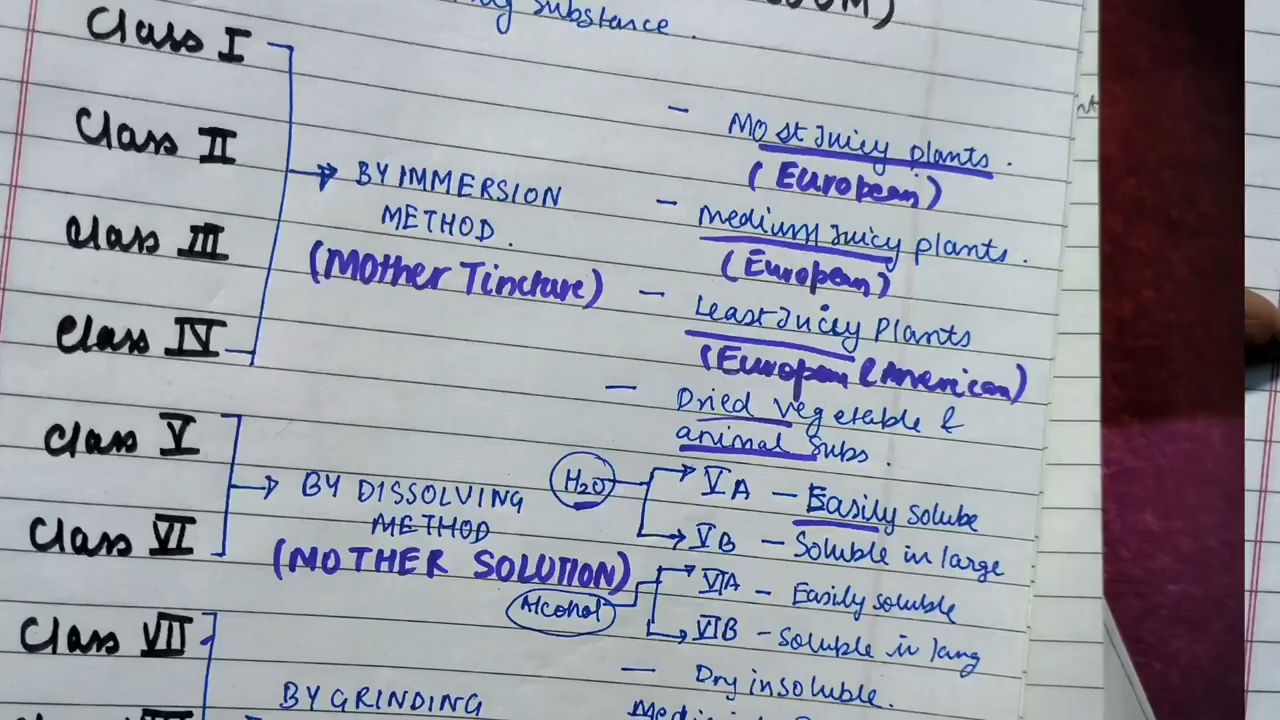 substance.
Class I
Class II
Class III
Class IV
BY IMMERSION
METHOD.
(Mother Tincture)
- Most Juicy plants.
(European)
- Medium Juicy plants.
(European)
- Least Juicy Plants
(European & American)
- Dried vegetable &
animal subs.
Class V
Class VI
BY DISSOLVING
METHOD
(MOTHER SOLUTION)
H₂O
VA - Easily solube
VB - Soluble in large
Alcohol
VIA - Easily soluble
VIB - Soluble in lang
Class VII
BY GRINDING
- Dry insoluble.